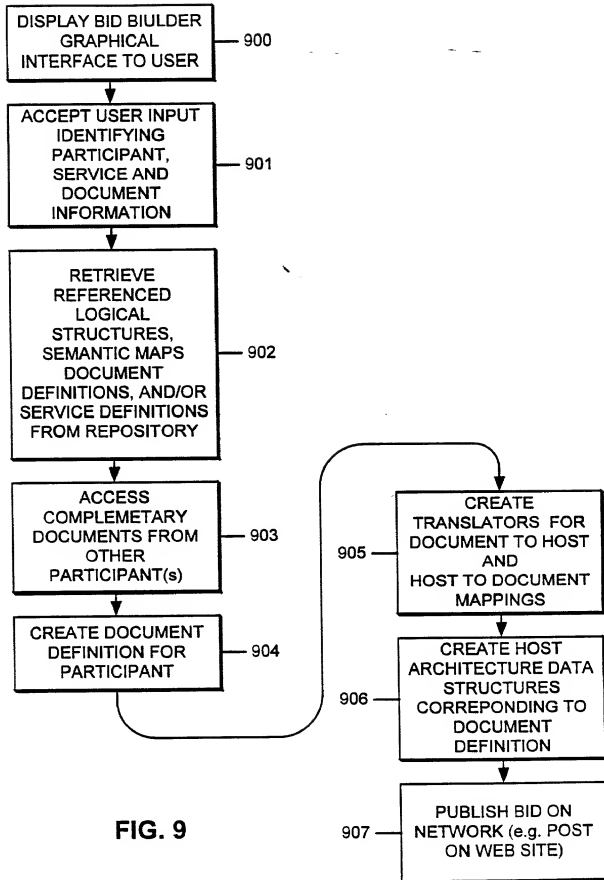 DISPLAY BID BIULDER
GRAPHICAL
INTERFACE TO USER
900
ACCEPT USER INPUT
IDENTIFYING
PARTICIPANT,
SERVICE AND
DOCUMENT
INFORMATION
901
RETRIEVE
REFERENCED
LOGICAL
STRUCTURES,
SEMANTIC MAPS
DOCUMENT
DEFINITIONS, AND/OR
SERVICE DEFINITIONS
FROM REPOSITORY
902
ACCESS
COMPLEMETARY
DOCUMENTS FROM
OTHER
PARTICIPANT(s)
903
CREATE DOCUMENT
DEFINITION FOR
PARTICIPANT
904
CREATE
TRANSLATORS FOR
DOCUMENT TO HOST
AND
HOST TO DOCUMENT
MAPPINGS
905
CREATE HOST
ARCHITECTURE DATA
STRUCTURES
CORREPONDING TO
DOCUMENT
DEFINITION
906
PUBLISH BID ON
NETWORK (e.g. POST
ON WEB SITE)
907
FIG. 9